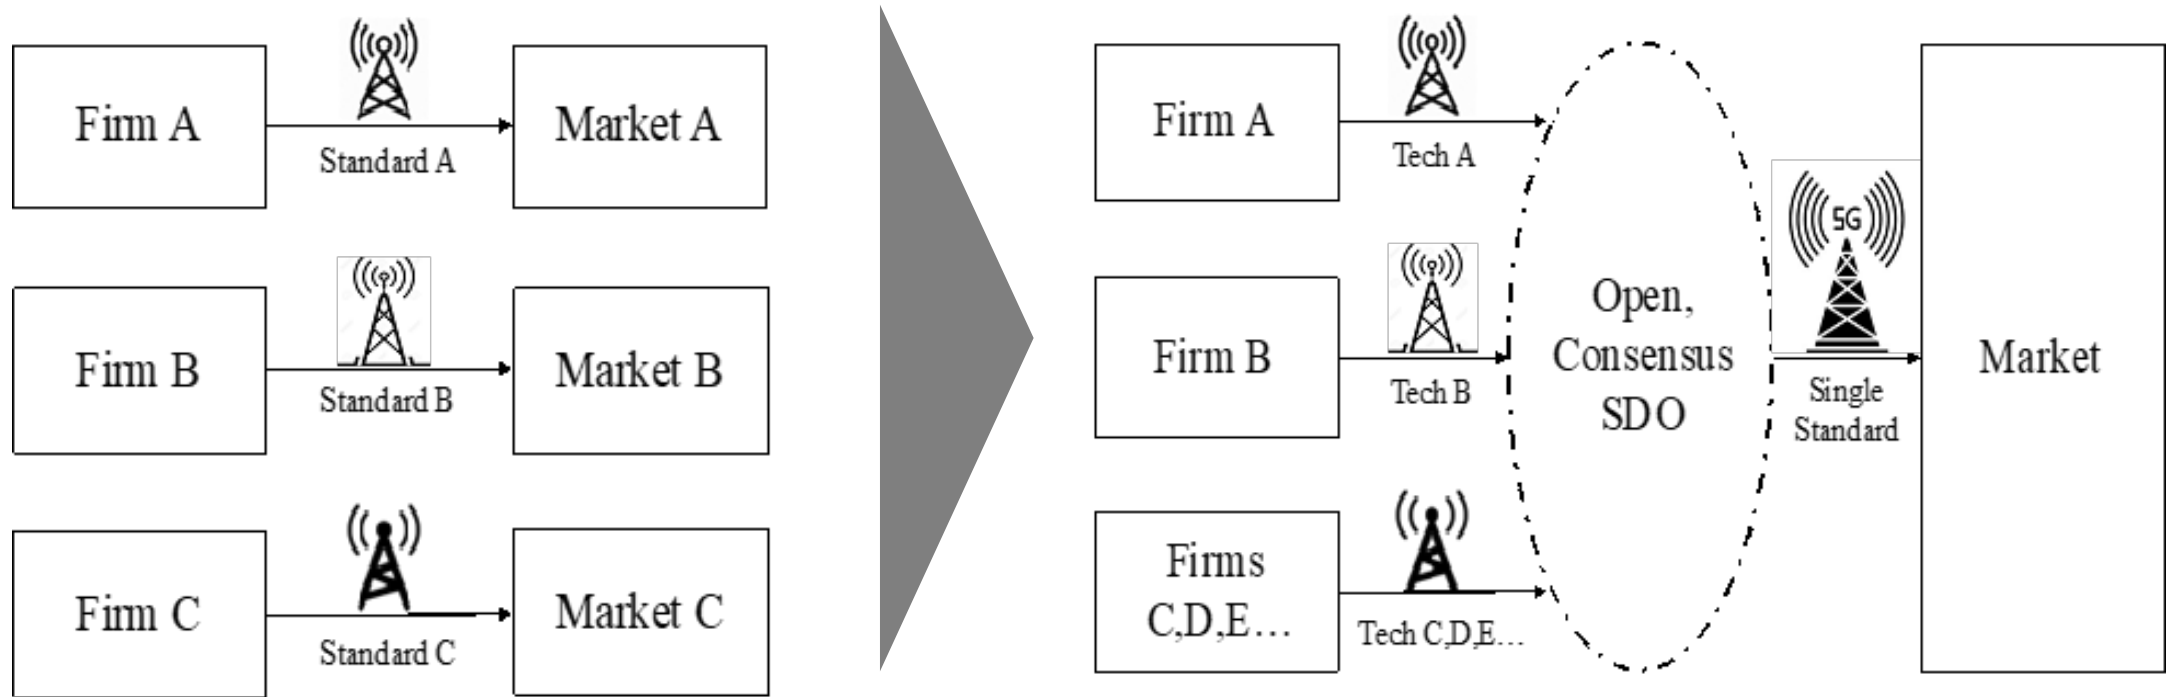 Firm A
Standard A
Market A
Firm B
Standard B
Market B
Firm C
Standard C
Market C
Firm A
Tech A
Firm B
Tech B
Firms
C,D,E...
Tech C,D,E...
Open,
Consensus
SDO
5G
Single
Standard
Market